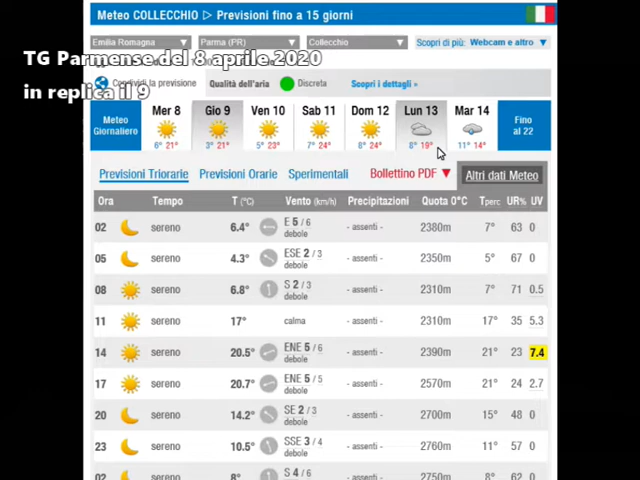 Meteo COLLECCHIO ▷ Previsioni fino a 15 giorni
Emilia Romagna Parma (PR) Collecchio Scopri di più: Webcam e altro
TG Parmense del 8 aprile 2020
Condividi la previsione Qualità dell'aria Discreta Scopri i dettagli »
in replica il 9
Meteo Giornaliero Mer 8 Gio 9 Ven 10 Sab 11 Dom 12 Lun 13 Mar 14 Fino al 22
6° 21° 3° 21° 5° 23° 7° 24° 8° 24° 8° 19° 11° 14°
Previsioni Triorarie Previsioni Orarie Sperimentali Bollettino PDF Altri dati Meteo
Ora Tempo T (°C) Vento (km/h) Precipitazioni Quota 0°C Tperc UR% UV
02 sereno 6.4° E 5 / 6 debole - assenti - 2380m 7° 63 0
05 sereno 4.3° ESE 2 / 3 debole - assenti - 2350m 5° 67 0
08 sereno 6.8° S 2 / 3 debole - assenti - 2310m 7° 71 0.5
11 sereno 17° calma - assenti - 2310m 17° 35 5.3
14 sereno 20.5° ENE 5 / 6 debole - assenti - 2390m 21° 23 7.4
17 sereno 20.7° ENE 5 / 5 debole - assenti - 2570m 21° 24 2.7
20 sereno 14.2° SE 2 / 3 debole - assenti - 2700m 15° 48 0
23 sereno 10.5° SSE 3 / 4 debole - assenti - 2760m 11° 57 0
02 sereno 8° S 4 / 6 - assenti - 2750m 8° 62 0